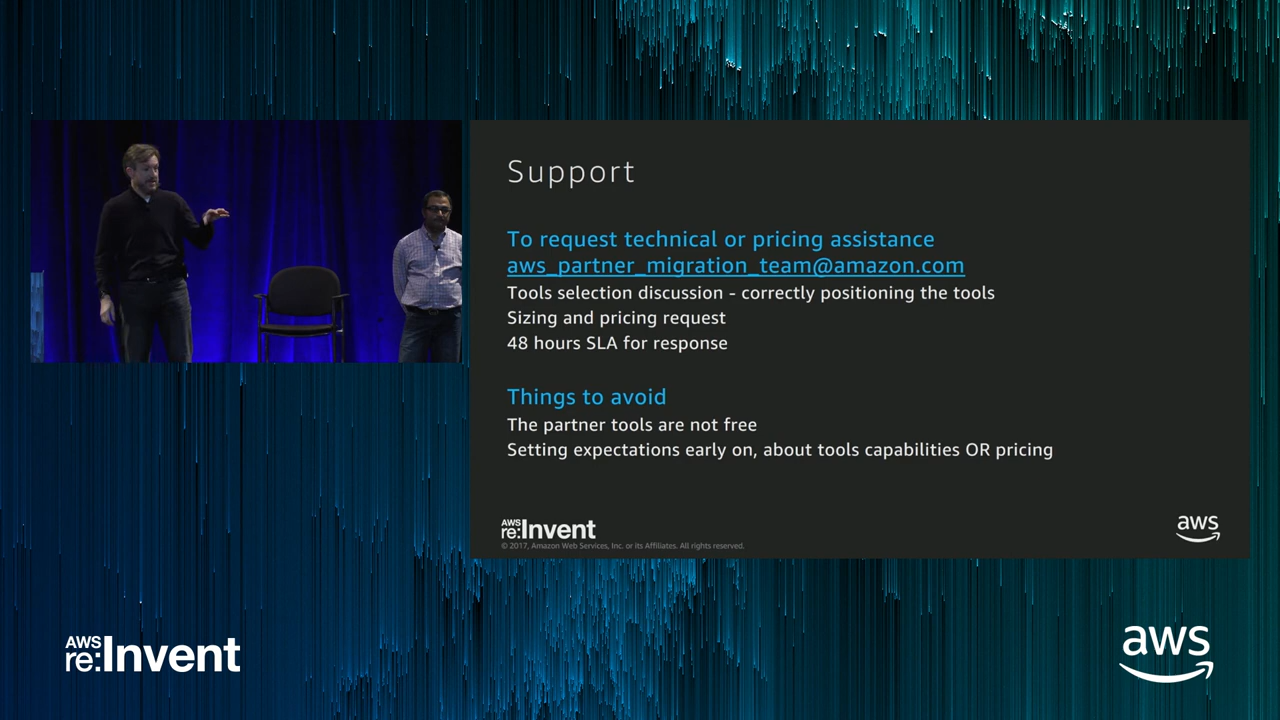 Support
To request technical or pricing assistance
aws_partner_migration_team@amazon.com
Tools selection discussion - correctly positioning the tools
Sizing and pricing request
48 hours SLA for response
Things to avoid
The partner tools are not free
Setting expectations early on, about tools capabilities OR pricing
AWS
re:Invent
© 2017, Amazon Web Services, Inc. or its Affiliates. All rights reserved.
aws
AWS
re:Invent
aws